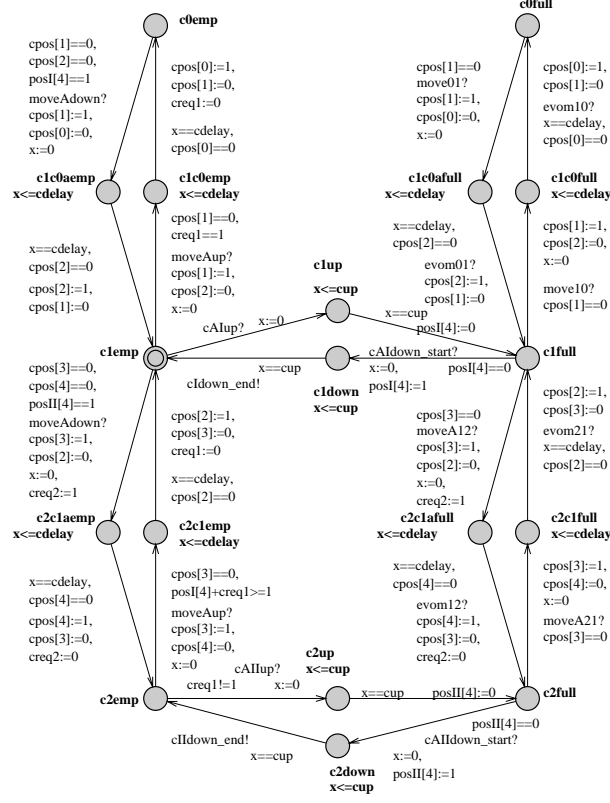 c0emp
c0full
cpos[1]==0,
cpos[2]==0,
posI[4]==1
moveAdown?
cpos[1]:=1,
cpos[0]:=0,
x:=0
cpos[0]:=1,
cpos[1]:=0,
creq1:=0
x==cdelay,
cpos[0]==0
cpos[1]==0
move01?
cpos[1]:=1,
cpos[0]:=0,
x:=0
cpos[0]:=1,
cpos[1]:=0
evom10?
x==cdelay,
cpos[0]==0
c1c0aemp
x<=cdelay
c1c0emp
x<=cdelay
c1c0afull
x<=cdelay
c1c0full
x<=cdelay
x==cdelay,
cpos[2]==0
cpos[2]:=1,
cpos[1]:=0
cpos[1]==0,
creq1==1
moveAup?
cpos[1]:=1,
cpos[2]:=0,
x:=0
c1up
x<=cup
x==cdelay,
cpos[2]==0
evom01?
cpos[2]:=1,
cpos[1]:=0
cpos[1]:=1,
cpos[2]:=0,
x:=0
move10?
cpos[1]==0
cAIup?
x:=0
x==cup
posI[4]:=0
c1emp
c1full
x==cup
cIdown_end!
c1down
x<=cup
cAIdown_start?
x:=0,
posI[4]:=1
posI[4]==0
cpos[3]==0,
cpos[4]==0,
posII[4]==1
moveAdown?
cpos[3]:=1,
cpos[2]:=0,
x:=0,
creq2:=1
cpos[2]:=1,
cpos[3]:=0,
creq1:=0
x==cdelay,
cpos[2]==0
cpos[3]==0
moveA12?
cpos[3]:=1,
cpos[2]:=0,
x:=0,
creq2:=1
cpos[2]:=1,
cpos[3]:=0
evom21?
x==cdelay,
cpos[2]==0
c2c1aemp
x<=cdelay
c2c1emp
x<=cdelay
c2c1afull
x<=cdelay
c2c1full
x<=cdelay
x==cdelay,
cpos[4]==0
cpos[4]:=1,
cpos[3]:=0,
creq2:=0
cpos[3]==0,
posI[4]+creq1>=1
moveAup?
cpos[3]:=1,
cpos[4]:=0,
x:=0
x==cdelay,
cpos[4]==0
evom12?
cpos[4]:=1,
cpos[3]:=0,
creq2:=0
cpos[3]:=1,
cpos[4]:=0,
x:=0
moveA21?
cpos[3]==0
cAIIup?
creq1!=1
x:=0
c2up
x<=cup
x==cup
posII[4]:=0
c2emp
c2full
cIIdown_end!
x==cup
c2down
x<=cup
posII[4]==0
cAIIdown_start?
x:=0,
posII[4]:=1